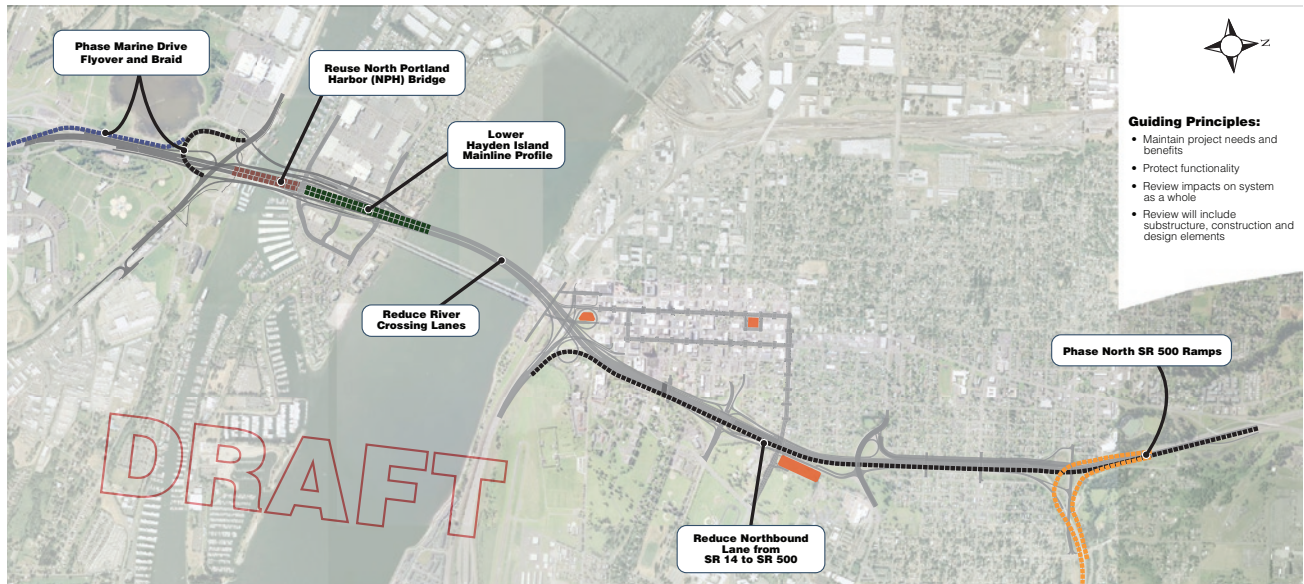 Phase Marine Drive
Flyover and Braid
Reuse North Portland
Harbor (NPH) Bridge
Lower
Hayden Island
Mainline Profile
Reduce River
Crossing Lanes
N
Guiding Principles:
• Maintain project needs and
benefits
• Protect functionality
• Review impacts on system
as a whole
• Review will include
substructure, construction and
design elements
Phase North SR 500 Ramps
Reduce Northbound
Lane from
SR 14 to SR 500
DRAFT